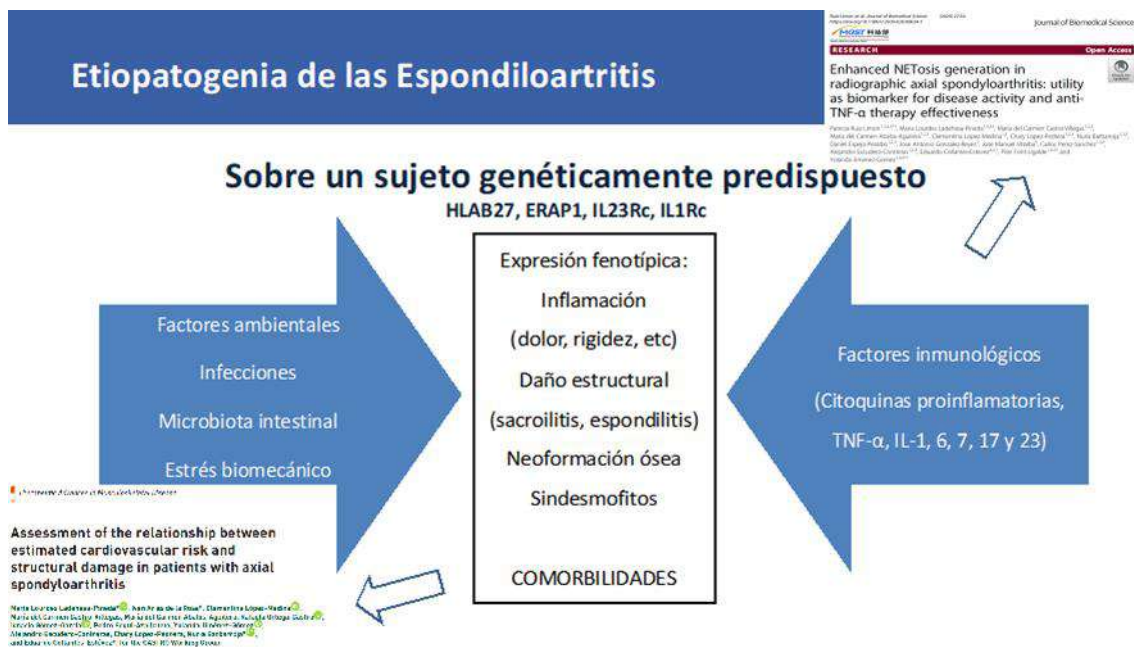 Etiopatogenia de las Espondiloartritis
Journal of Biomedical Science
RESEARCH
Open Access
Enhanced NETosis generation in
radiographic axial spondyloarthritis: utility
as biomarker for disease activity and anti-
TNF-α therapy effectiveness
Sobre un sujeto genéticamente predispuesto
HLAB27, ERAP1, IL23Rc, IL1Rc
Factores ambientales
Infecciones
Microbiota intestinal
Estrés biomecánico
Expresión fenotípica:
Inflamación
(dolor, rigidez, etc)
Daño estructural
(sacroilitis, espondilitis)
Neoformación ósea
Sindesmofitos
COMORBILIDADES
Factores inmunológicos
(Citoquinas proinflamatorias,
TNF-α, IL-1, 6, 7, 17 y 23)
Assessment of the relationship between
estimated cardiovascular risk and
structural damage in patients with axial
spondyloarthritis